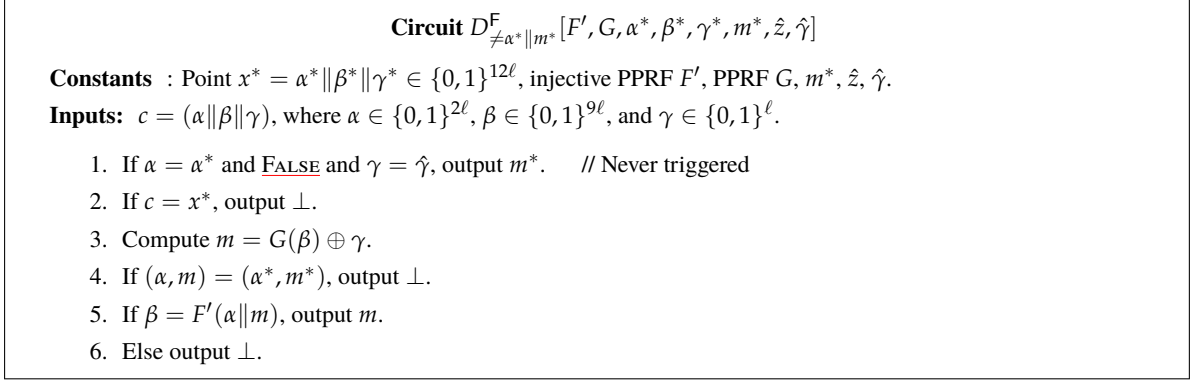 Circuit D^F_{≠α*∥m*}[F′, G, α*, β*, γ*, m*, ẑ, γ̂]
Constants : Point x* = α*∥β*∥γ* ∈ {0, 1}^{12ℓ}, injective PPRF F′, PPRF G, m*, ẑ, γ̂.
Inputs: c = (α∥β∥γ), where α ∈ {0, 1}^{2ℓ}, β ∈ {0, 1}^{9ℓ}, and γ ∈ {0, 1}^ℓ.
1. If α = α* and FALSE and γ = γ̂, output m*. // Never triggered
2. If c = x*, output ⊥.
3. Compute m = G(β) ⊕ γ.
4. If (α, m) = (α*, m*), output ⊥.
5. If β = F′(α∥m), output m.
6. Else output ⊥.